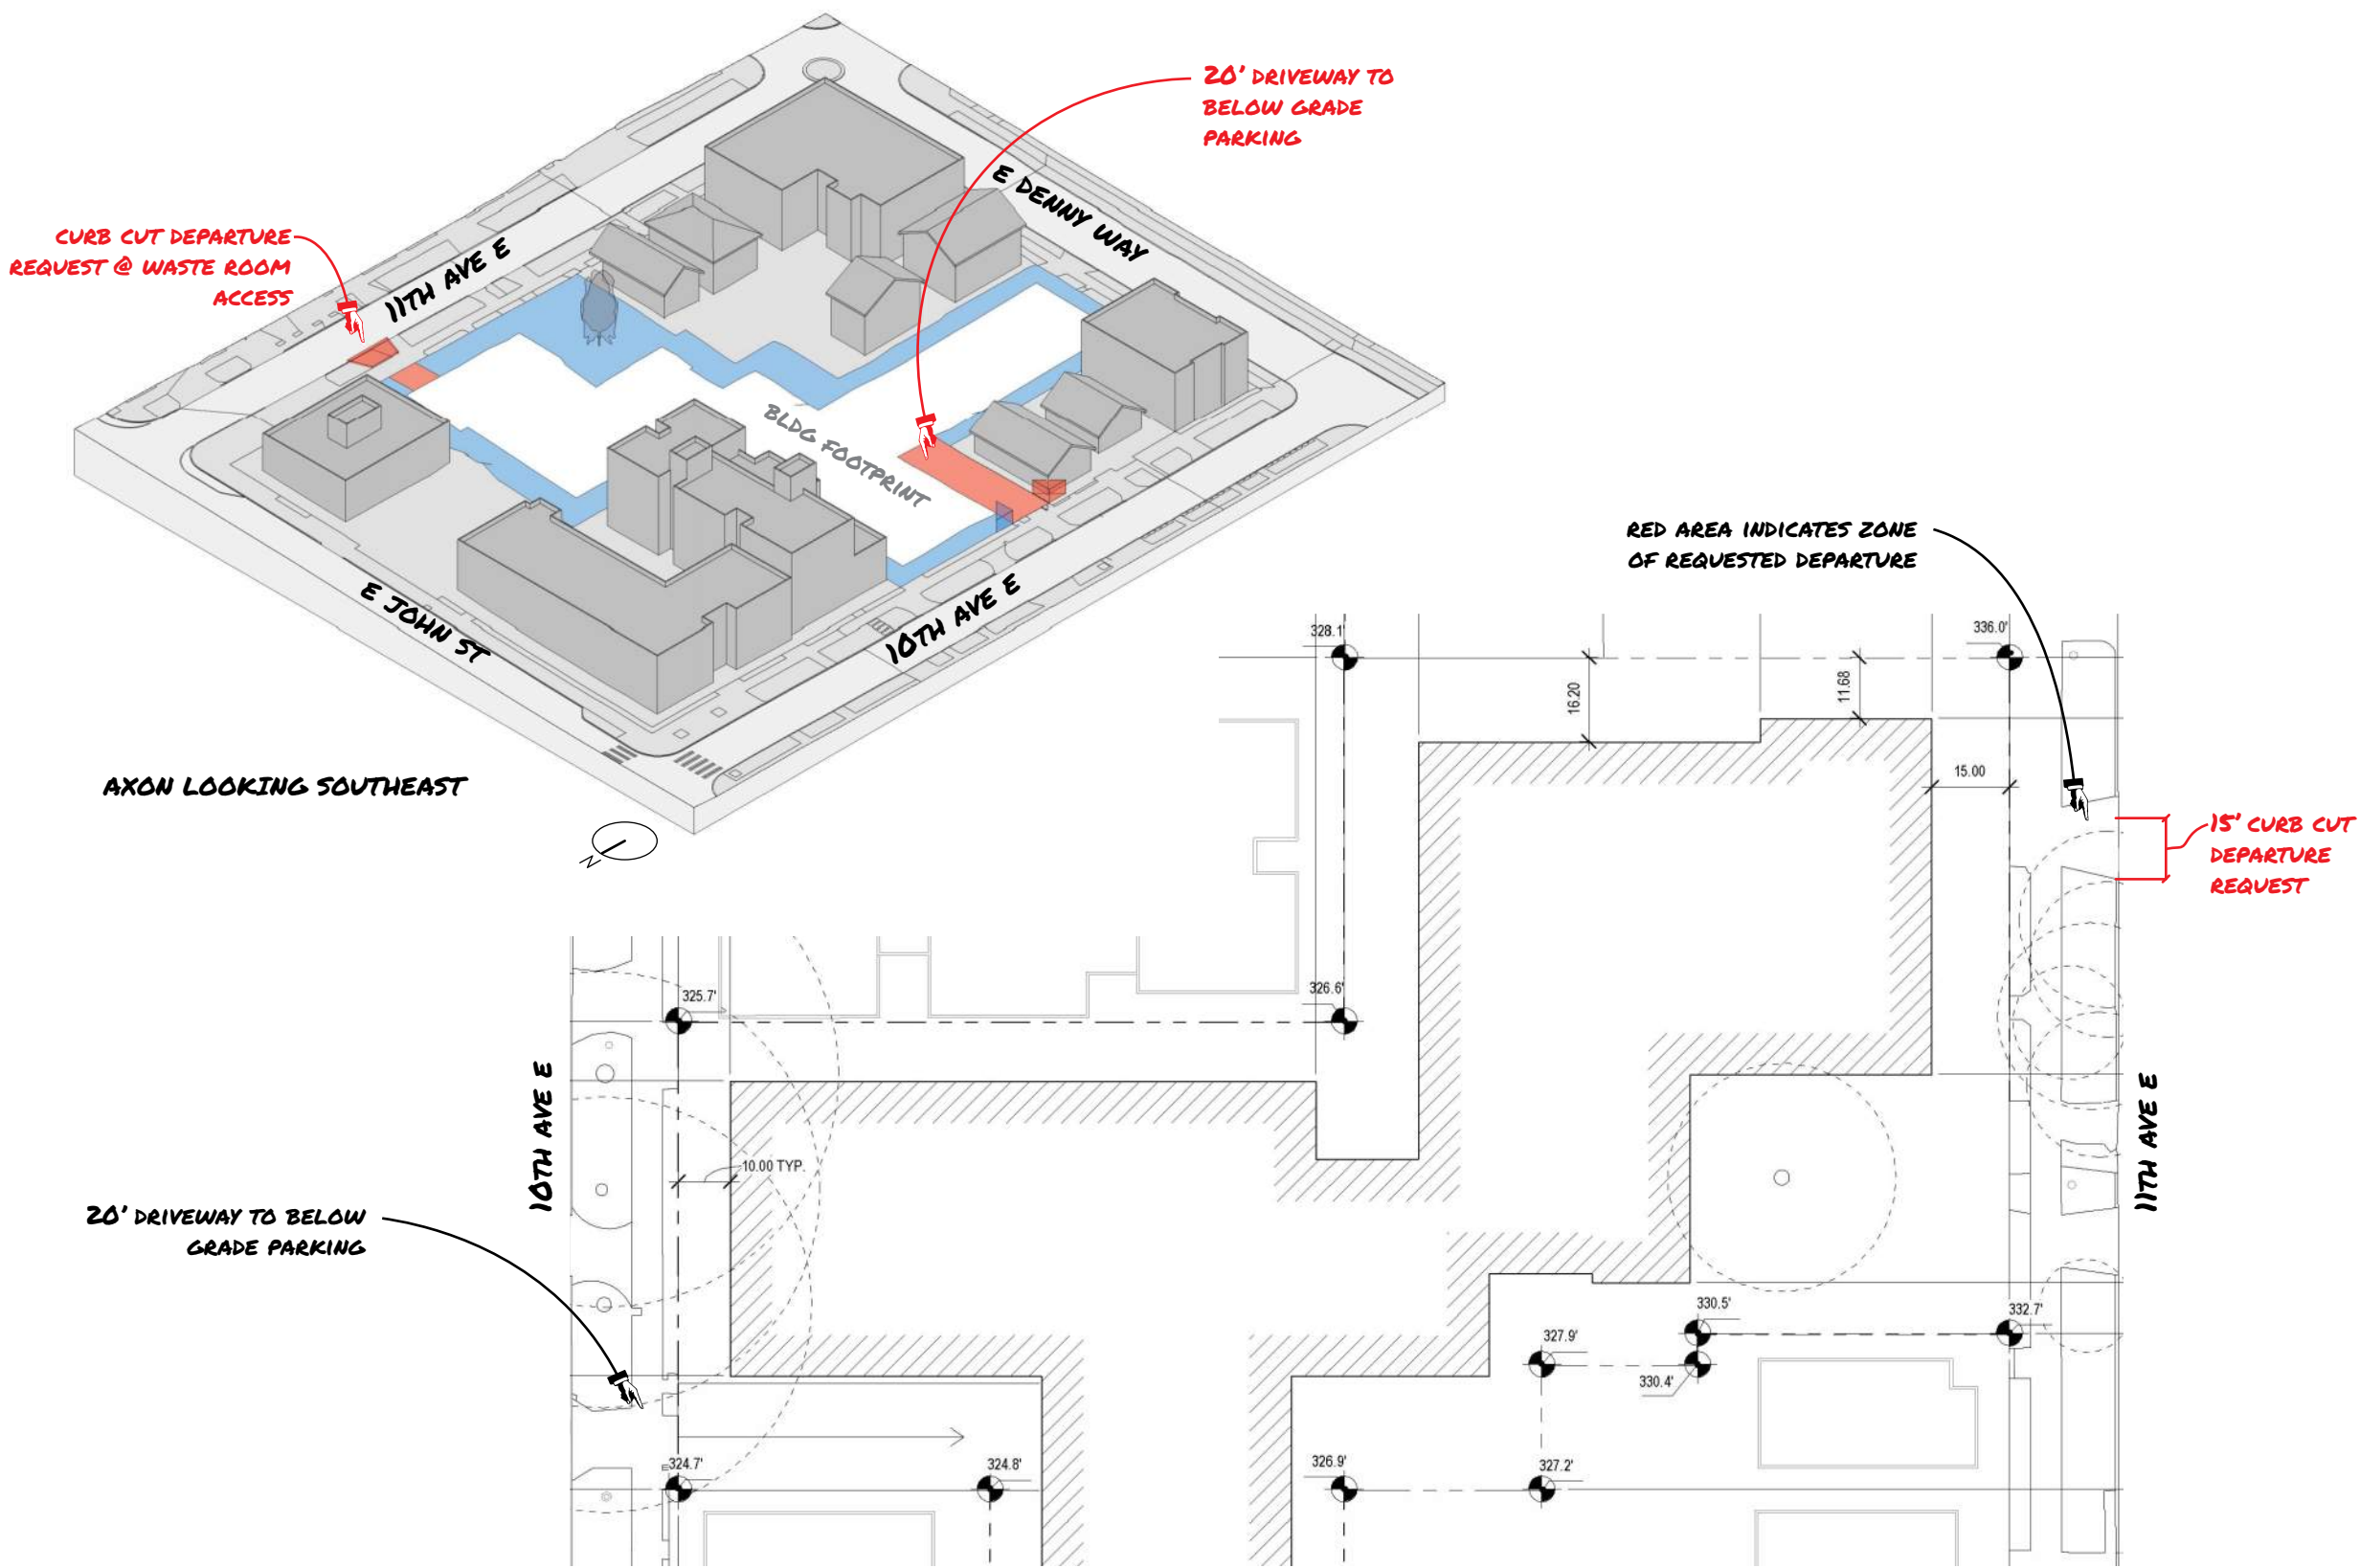 20' DRIVEWAY TO
BELOW GRADE
PARKING
E DENNY WAY
CURB CUT DEPARTURE
REQUEST @ WASTE ROOM
ACCESS
11TH AVE E
BLDG FOOTPRINT
E JOHN ST
10TH AVE E
AXON LOOKING SOUTHEAST
N
RED AREA INDICATES ZONE
OF REQUESTED DEPARTURE
328.1'
336.0'
16.20
11.68
15.00
15' CURB CUT
DEPARTURE
REQUEST
325.7'
326.6'
10TH AVE E
11TH AVE E
10.00 TYP.
20' DRIVEWAY TO BELOW
GRADE PARKING
330.5'
332.7'
327.9'
330.4'
324.7'
324.8'
326.9'
327.2'